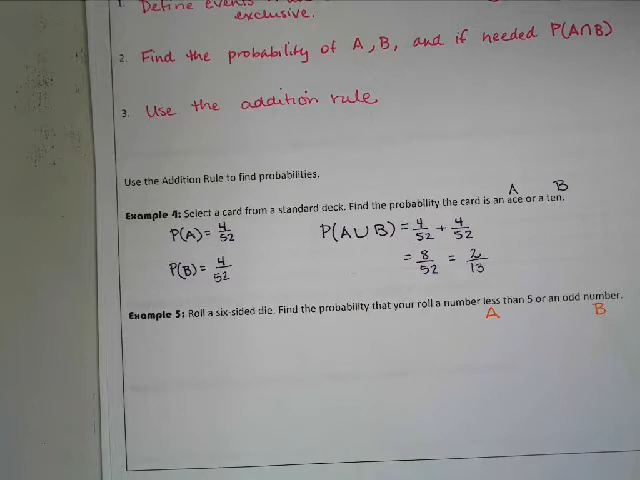 1. Define events
exclusive.
2. Find the probability of A, B, and if needed P(A∩B)
3. Use the addition rule.
Use the Addition Rule to find probabilities.
A B
Example 4: Select a card from a standard deck. Find the probability the card is an ace or a ten.
P(A) = 4/52 P(A∪B) = 4/52 + 4/52
P(B) = 4/52 = 8/52 = 2/13
Example 5: Roll a six-sided die. Find the probability that your roll a number less than 5 or an odd number.
A B